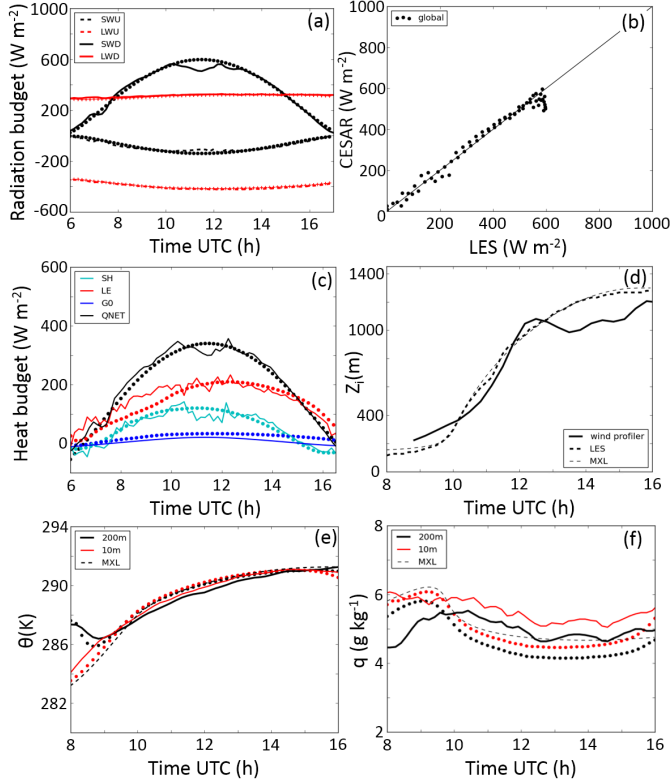 (a)
SWU
LWU
SWD
LWD
Radiation budget (W m⁻²)
1000
600
200
-200
-600
6 8 10 12 14 16
Time UTC (h)
(b)
global
CESAR (W m⁻²)
1000
800
600
400
200
0
0 200 400 600 800 1000
LES (W m⁻²)
(c)
SH
LE
G0
QNET
Heat budget (W m⁻²)
600
400
200
0
6 8 10 12 14 16
Time UTC (h)
(d)
Zᵢ(m)
1400
1000
400
0
wind profiler
LES
MXL
8 10 12 14 16
Time UTC (h)
(e)
200m
10m
MXL
θ(K)
294
290
286
282
8 10 12 14 16
Time UTC (h)
(f)
200m
10m
MXL
q (g kg⁻¹)
8
6
4
2
8 10 12 14 16
Time UTC (h)